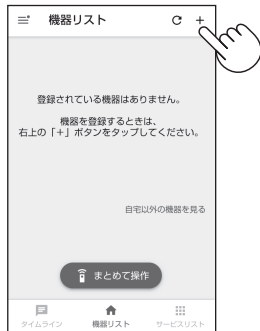 機器リスト
+
登録されている機器はありません。
機器を登録するときは、
右上の「+」ボタンをタップしてください。
自宅以外の機器を見る
まとめて操作
タイムライン 機器リスト サービスリスト